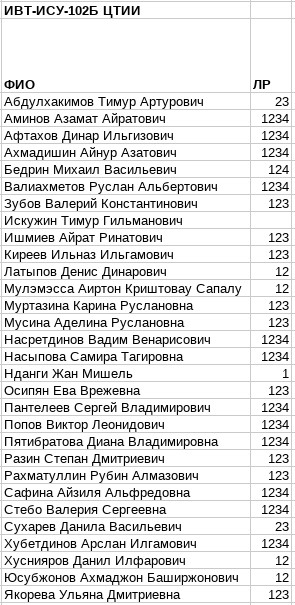 ИВТ-ИСУ-102Б ЦТИИ
ФИО ЛР
Абдулхакимов Тимур Артурович 23
Аминов Азамат Айратович 1234
Афтахов Динар Ильгизович 1234
Ахмадишин Айнур Азатович 1234
Бедрин Михаил Васильевич 124
Валиахметов Руслан Альбертович 1234
Зубов Валерий Константинович 123
Искужин Тимур Гильманович
Ишмиев Айрат Ринатович 123
Киреев Ильназ Ильгамович 123
Латыпов Денис Динарович 12
Мулэмэсса Аиртон Криштовау Сапалу 12
Муртазина Карина Руслановна 123
Мусина Аделина Руслановна 123
Насретдинов Вадим Венарисович 1234
Насыпова Самира Тагировна 1234
Нданги Жан Мишель 1
Осипян Ева Врежевна 123
Пантелеев Сергей Владимирович 1234
Попов Виктор Леонидович 1234
Пятибратова Диана Владимировна 1234
Разин Степан Дмитриевич 123
Рахматуллин Рубин Алмазович 123
Сафина Айзиля Альфредовна 1234
Стебо Валерия Сергеевна 1234
Сухарев Данила Васильевич 23
Хубетдинов Арслан Илгамович 1234
Хуснияров Данил Илфарович 12
Юсубжонов Ахмаджон Баширжонович 12
Якорева Ульяна Дмитриевна 123